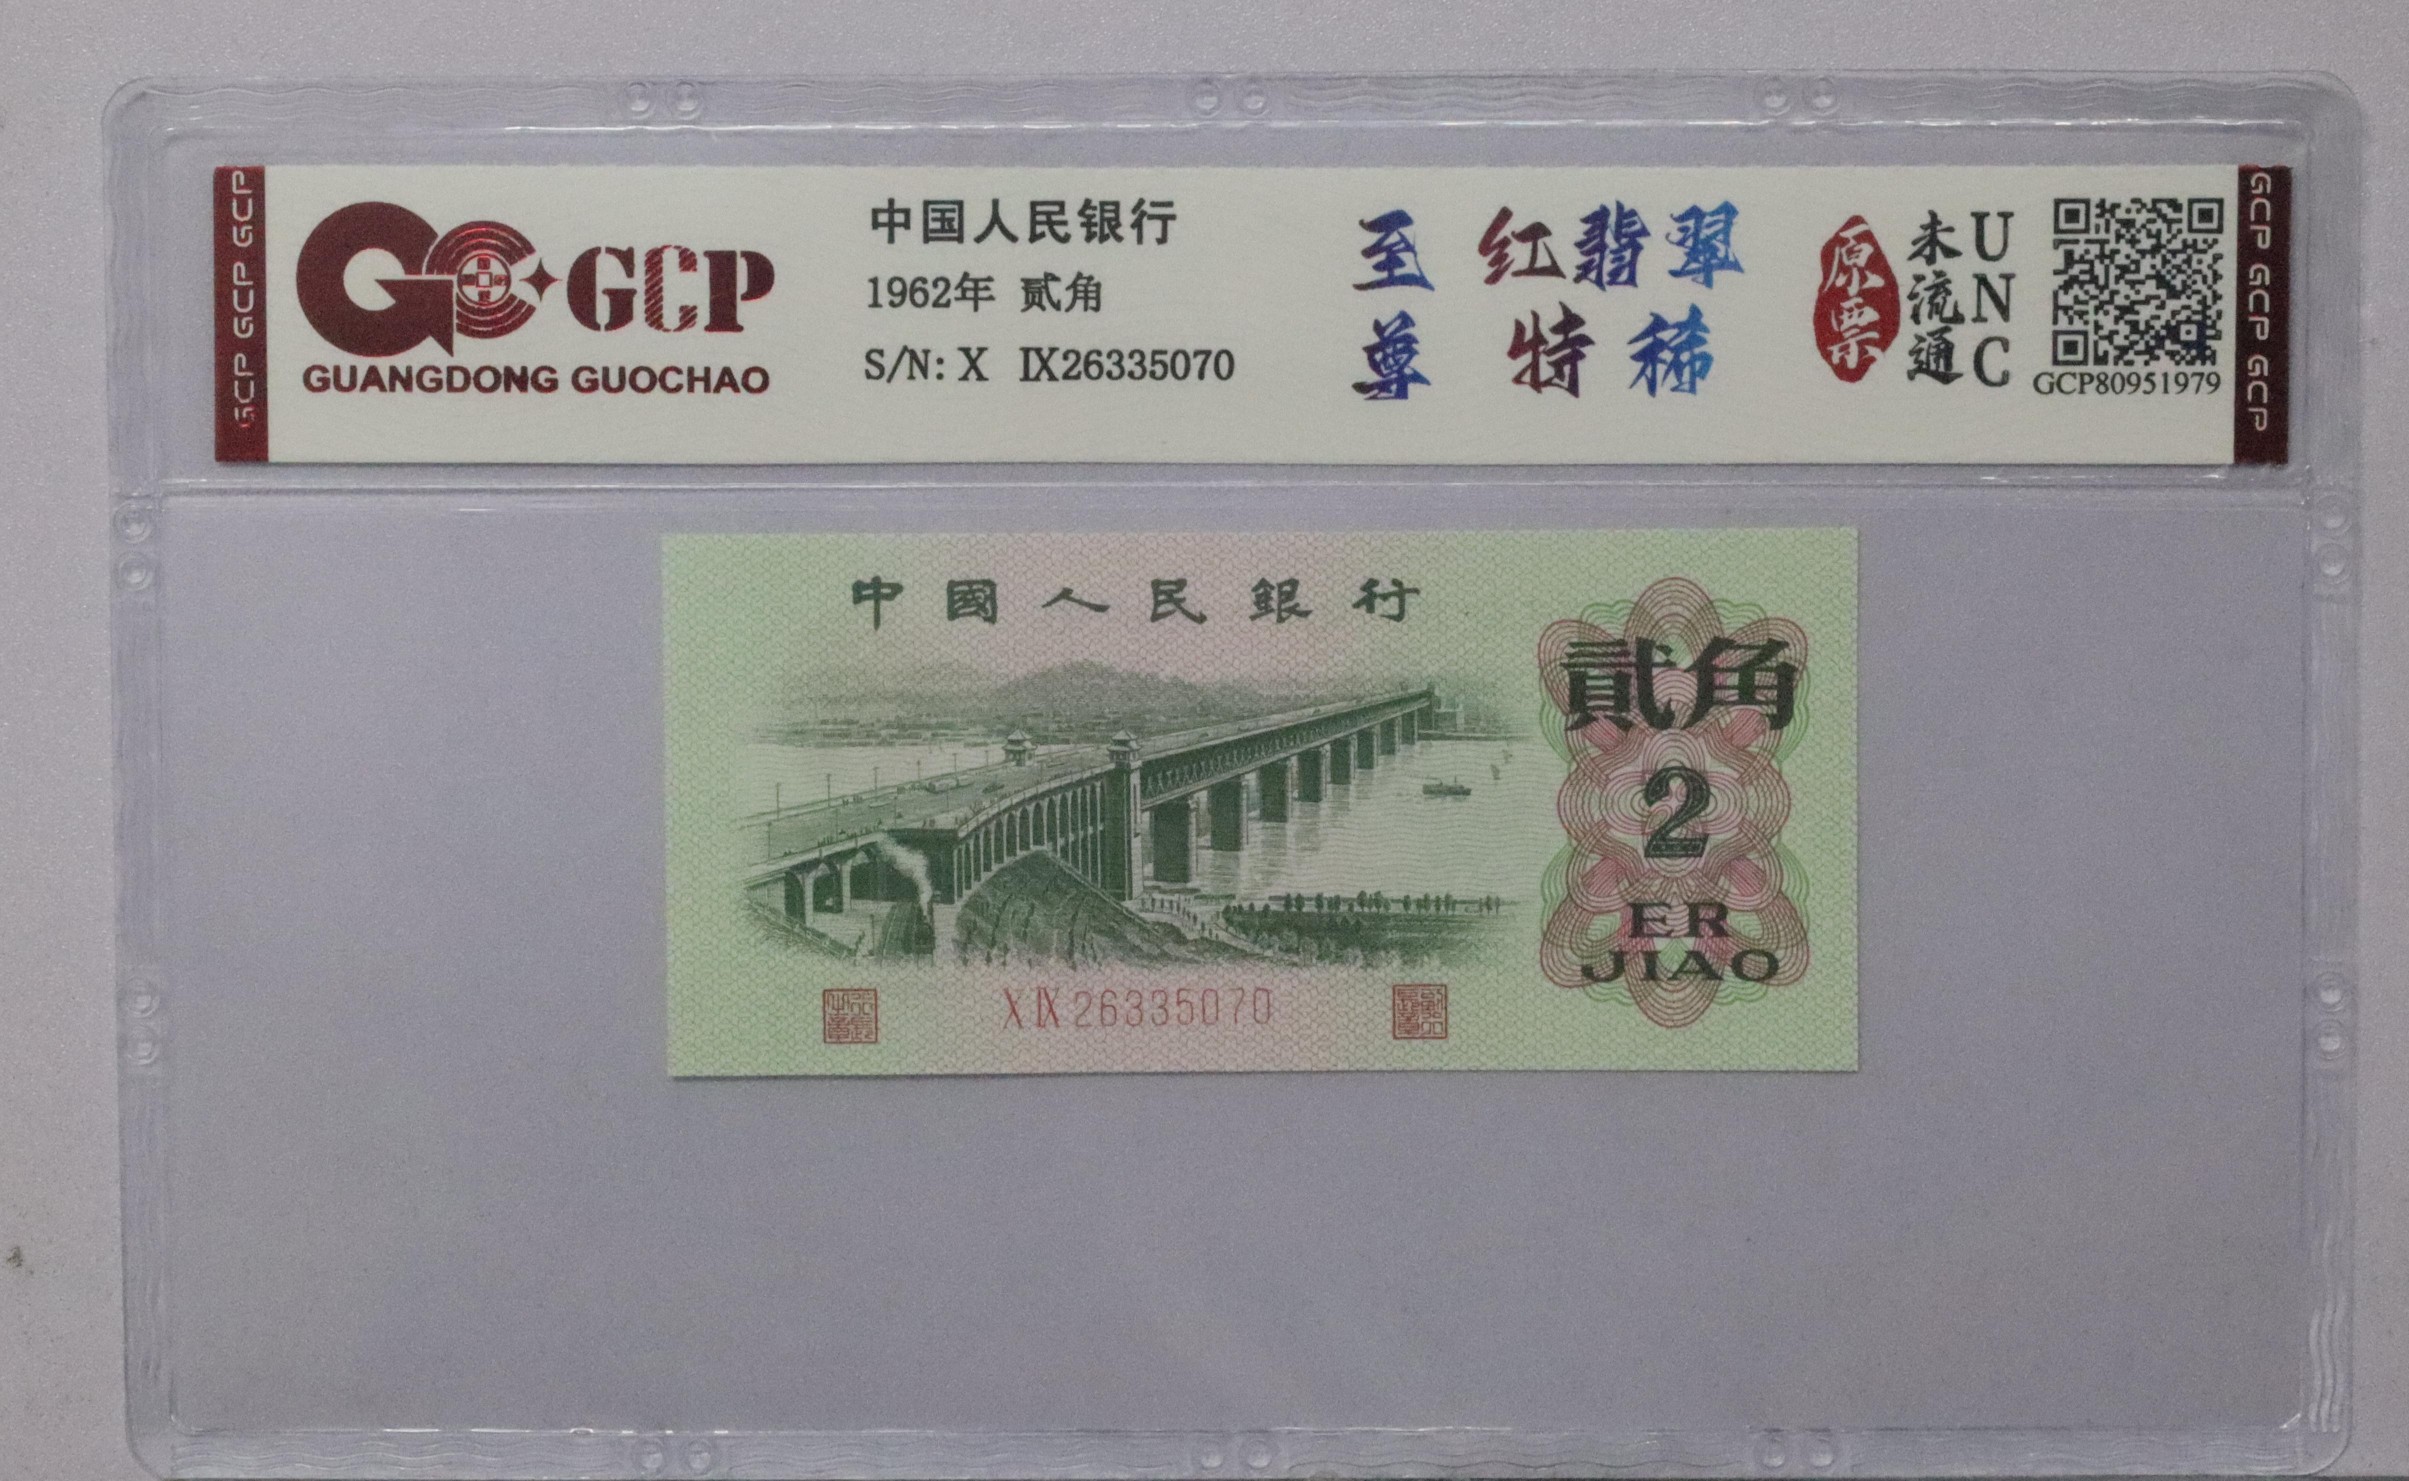 GCP GCP GCP
GCP
GUANGDONG GUOCHAO
中国人民银行
1962年 贰角
S/N: X IX26335070
至尊
红翡翠
特稀
原票
未流通
UNC
GCP80951979
GCP GCP GCP
中國人民銀行
貳角
2
ER
JIAO
X IX 26335070